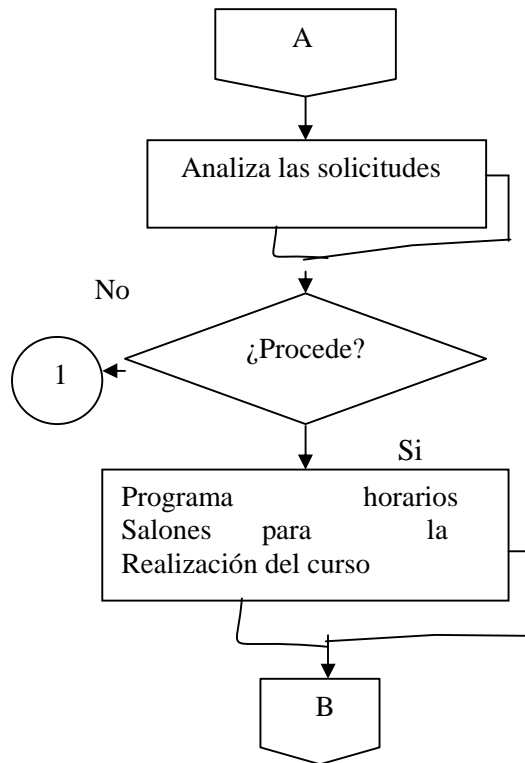 A
Analiza las solicitudes
No
¿Procede?
1
Si
Programa horarios
Salones para la
Realización del curso
B